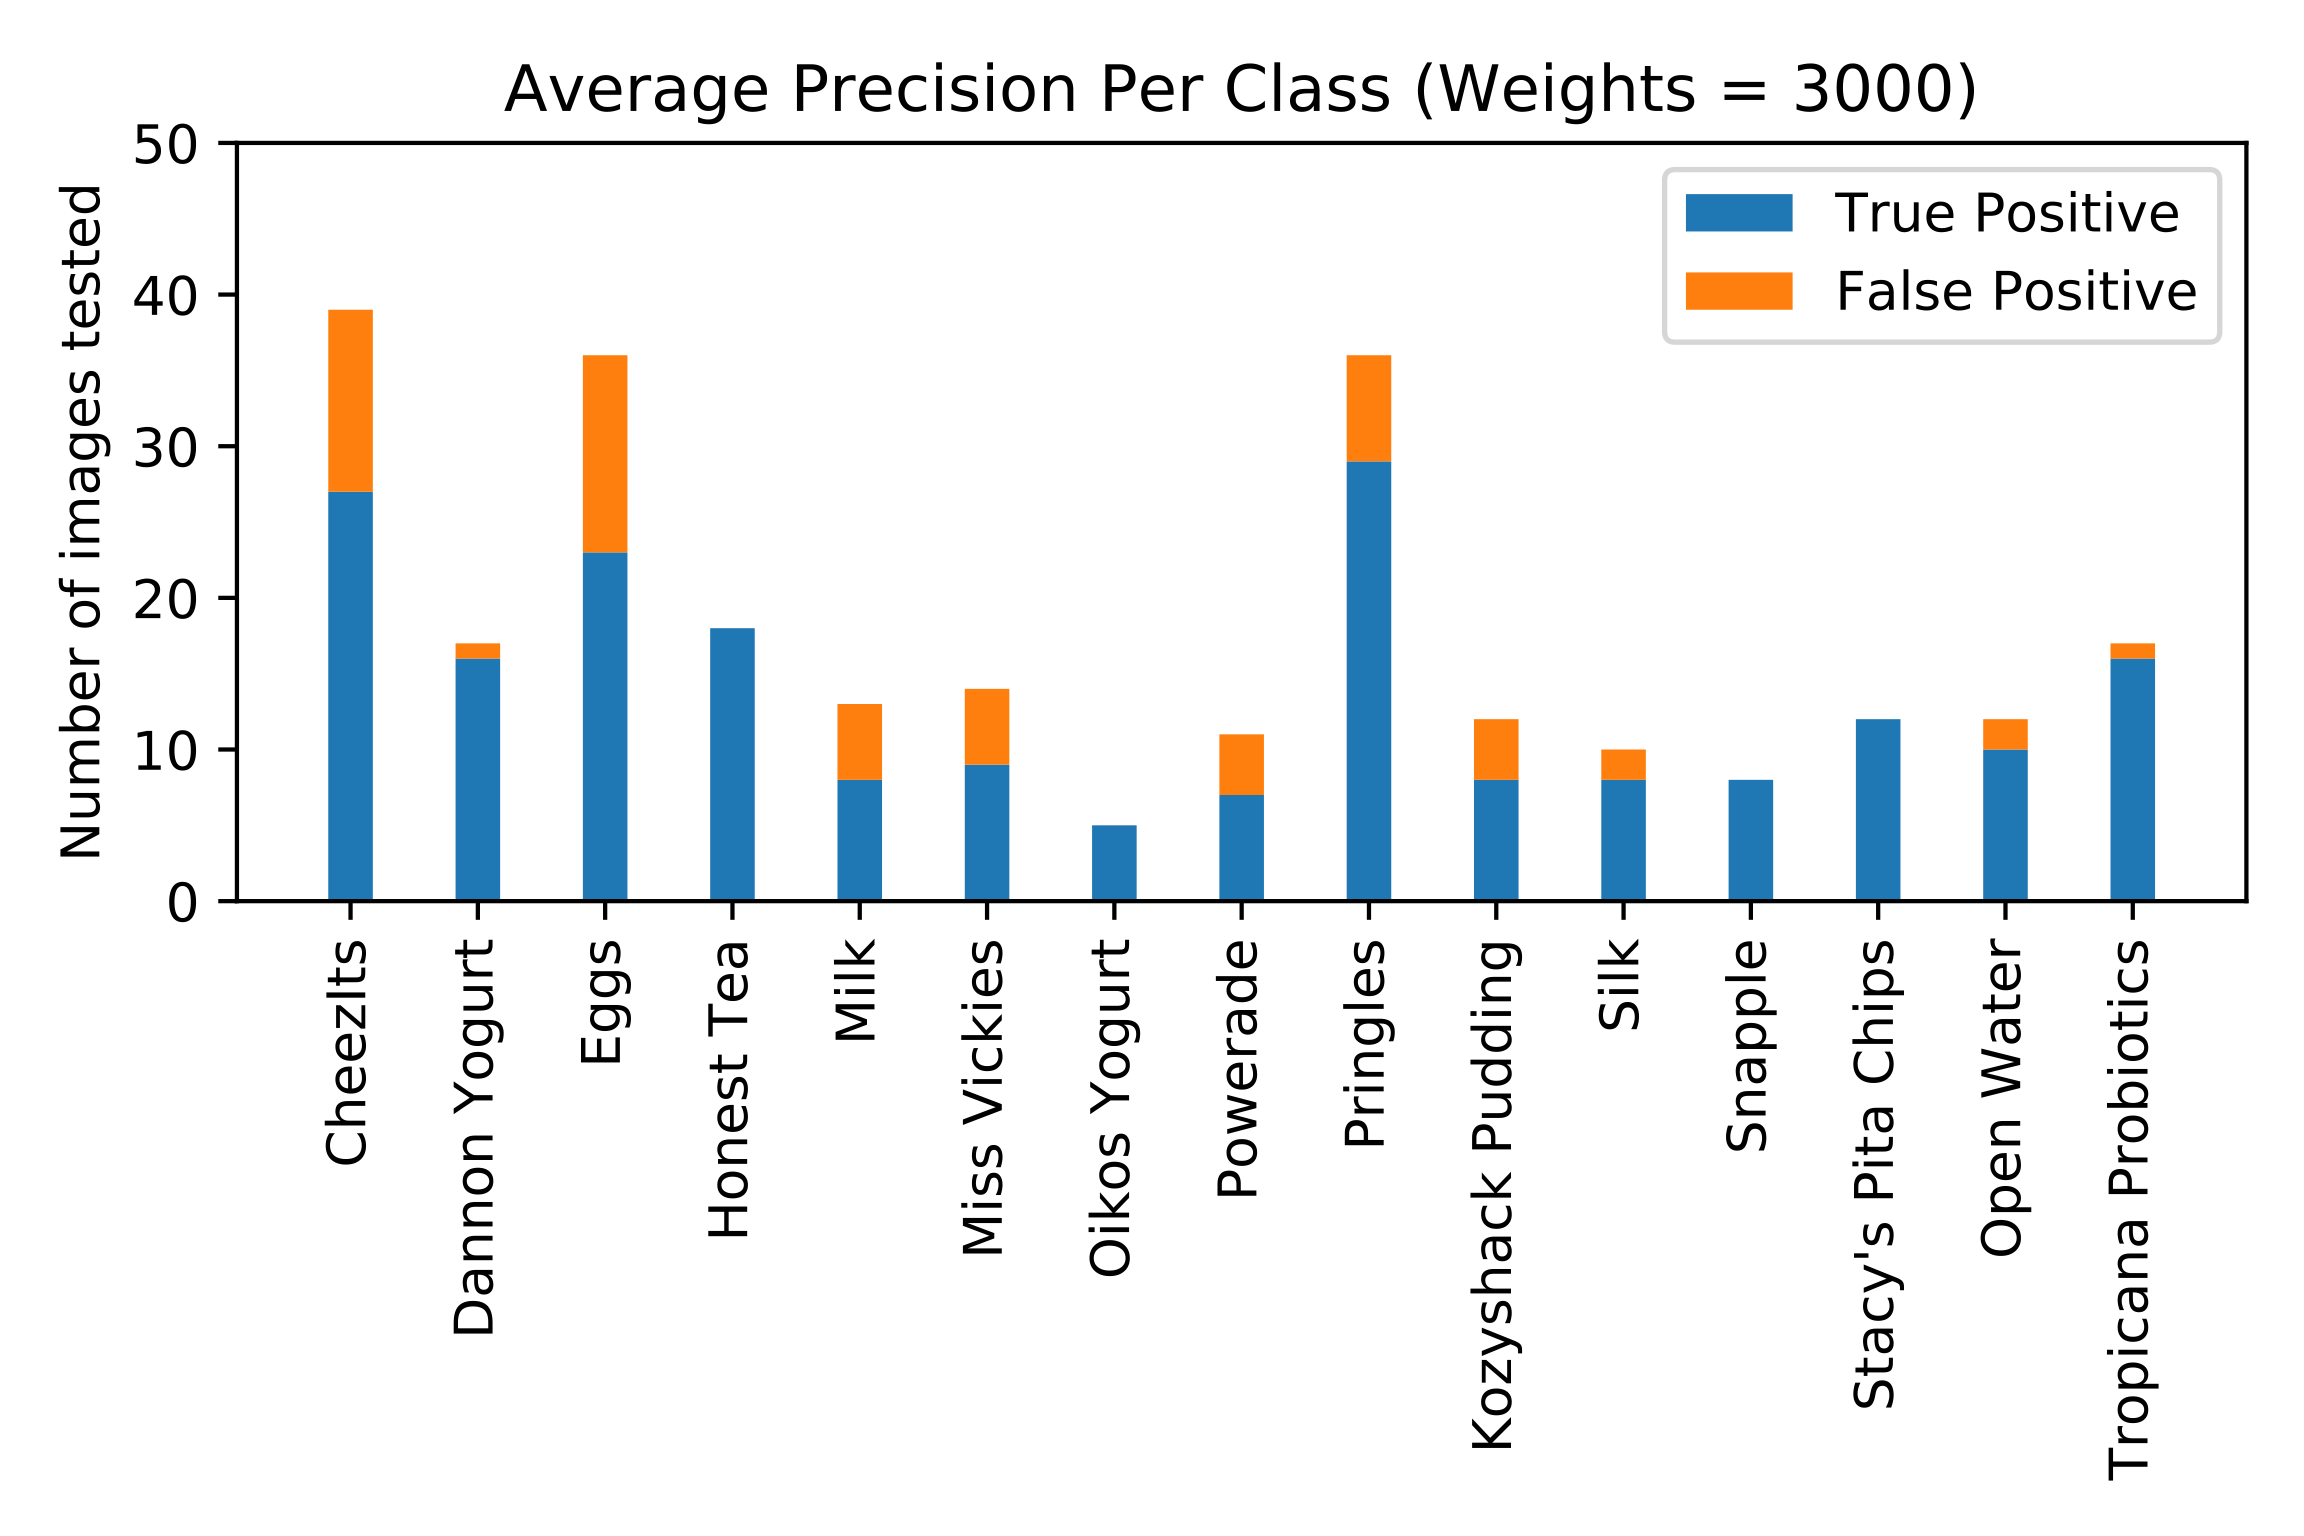 Average Precision Per Class (Weights = 3000)
50
40
30
20
10
0
Number of images tested
True Positive
False Positive
CheezIts
Dannon Yogurt
Eggs
Honest Tea
Milk
Miss Vickies
Oikos Yogurt
Powerade
Pringles
Kozyshack Pudding
Silk
Snapple
Stacy's Pita Chips
Open Water
Tropicana Probiotics